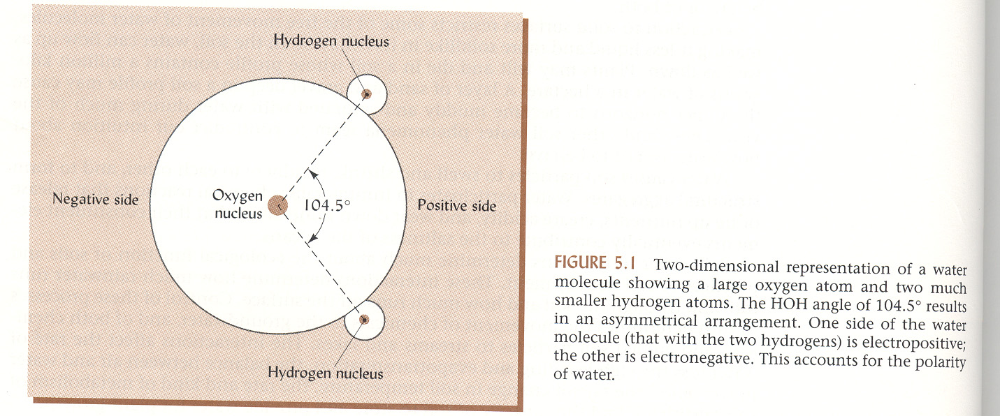 Hydrogen nucleus
Negative side
Oxygen
nucleus
104.5°
Positive side
Hydrogen nucleus
FIGURE 5.1 Two-dimensional representation of a water
molecule showing a large oxygen atom and two much
smaller hydrogen atoms. The HOH angle of 104.5° results
in an asymmetrical arrangement. One side of the water
molecule (that with the two hydrogens) is electropositive;
the other is electronegative. This accounts for the polarity
of water.